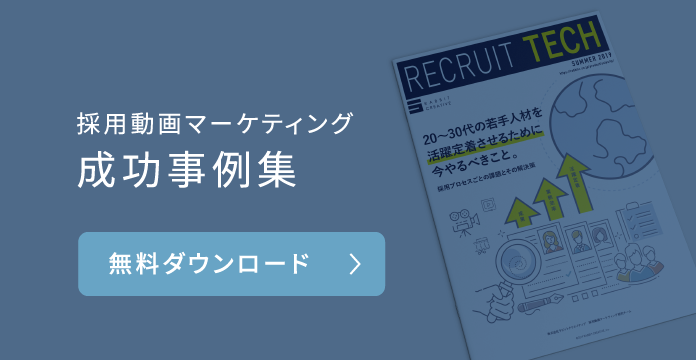 採用動画マーケティング
成功事例集
無料ダウンロード
RECRUIT TECH
SUMMER 2019
20〜30代の若手人材を
活躍定着させるために
今やるべきこと。
採用プロセスごとの課題とその解決策